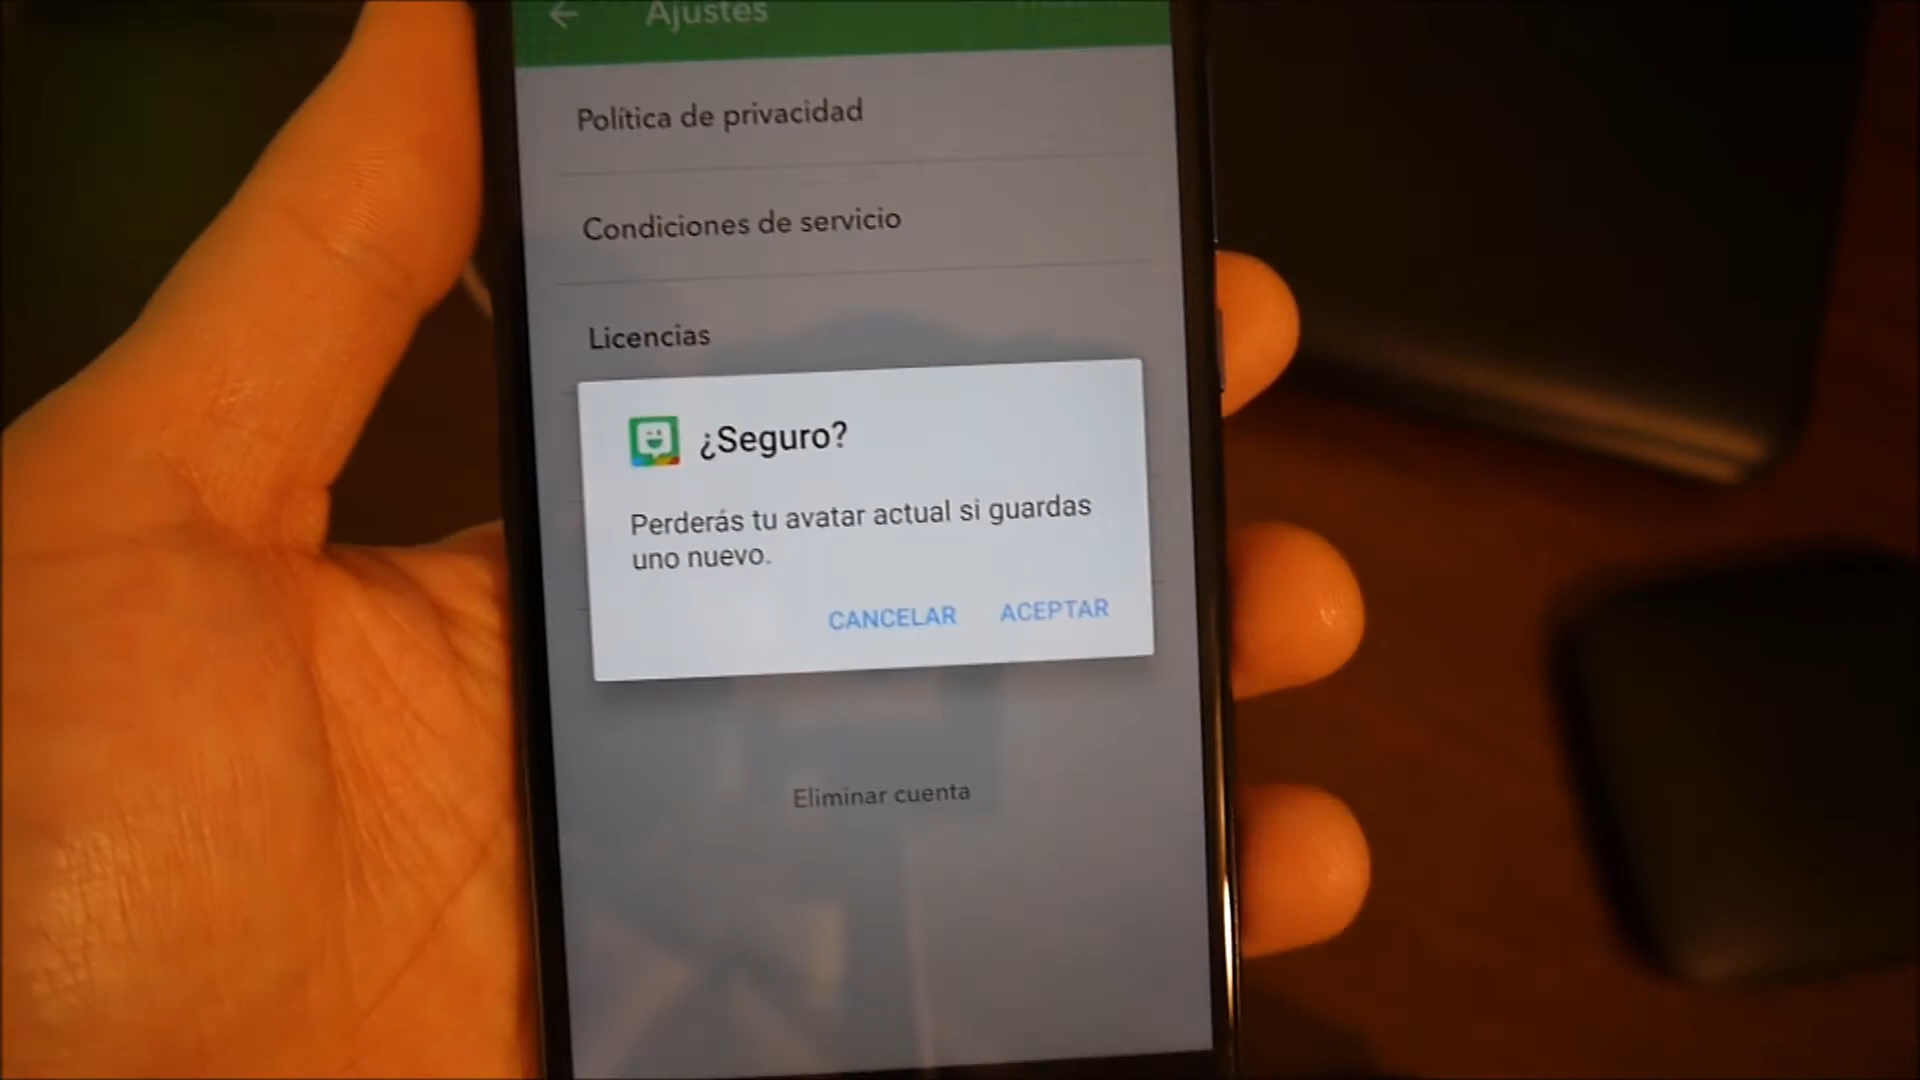 Ajustes
Política de privacidad
Condiciones de servicio
Licencias
¿Seguro?
Perderás tu avatar actual si guardas
uno nuevo.
CANCELAR ACEPTAR
Eliminar cuenta